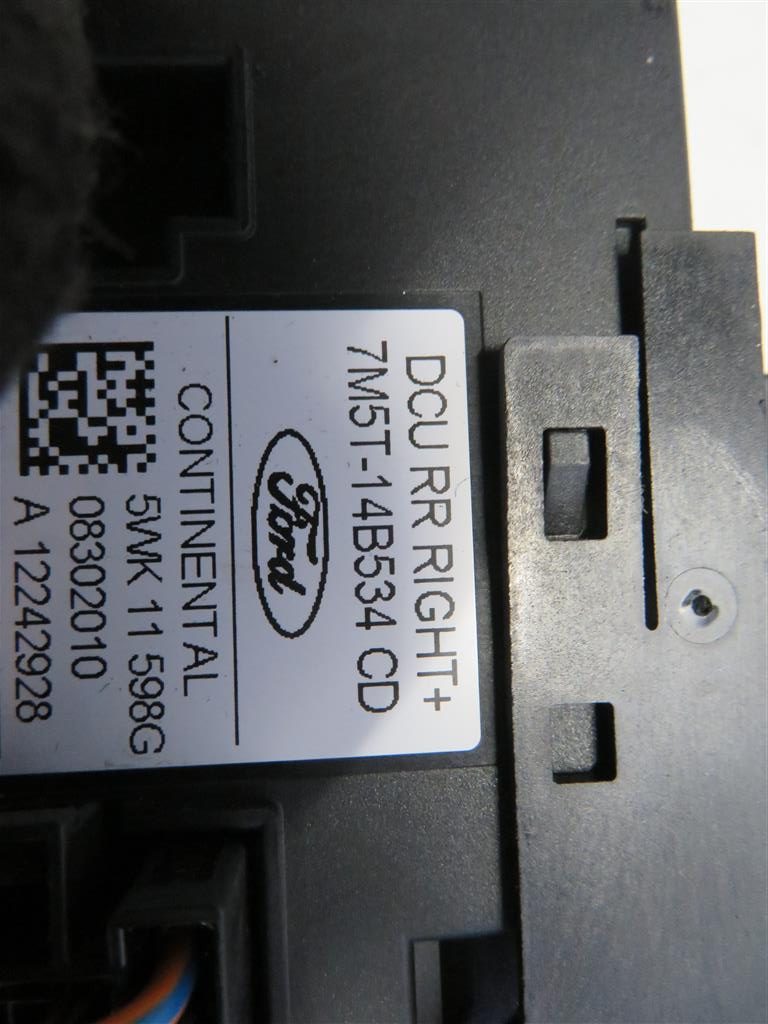 DCU RR RIGHT+
7M5T-14B534 CD
Ford
CONTINENTAL
5WK 11 598G
08302010
A 12242928